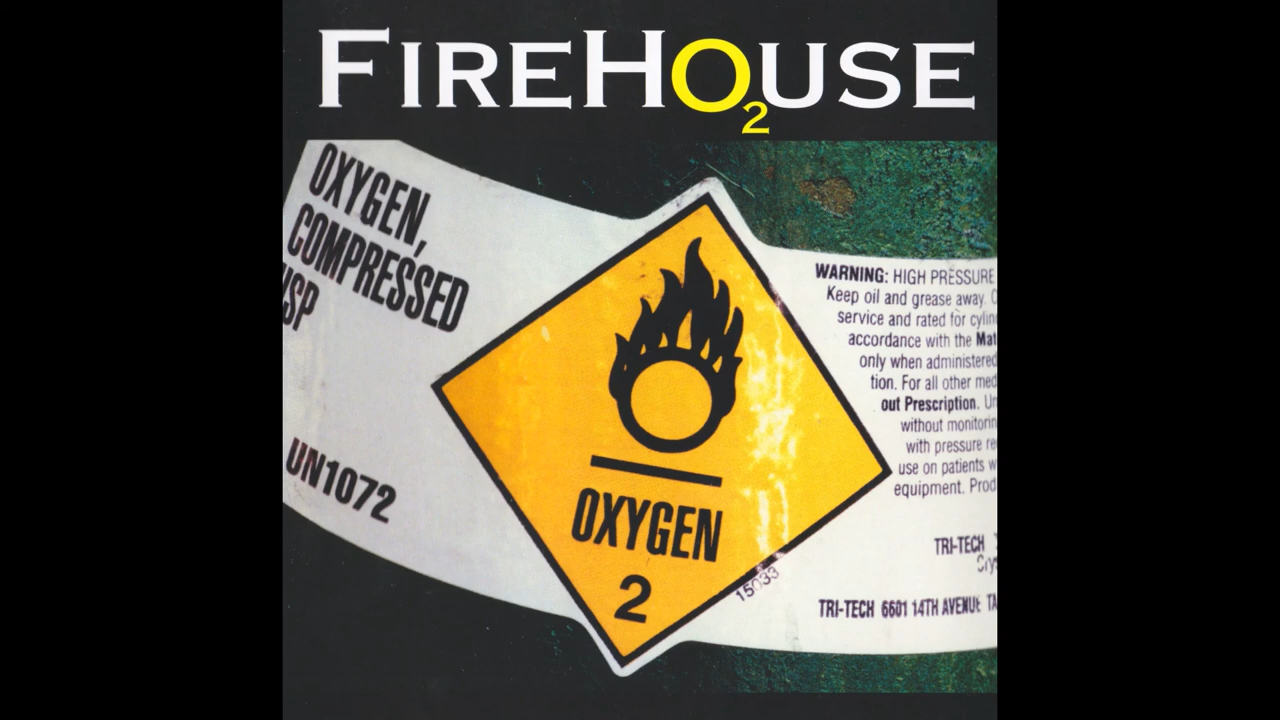 FIREHO₂USE
OXYGEN,
COMPRESSED
USP
UN1072
OXYGEN
2
15033
WARNING: HIGH PRESSURE
Keep oil and grease away.
service and rated for
accordance with the
only when administered
tion. For all other
out Prescription.
without
with pressure
use on patients
equipment.
TRI-TECH
TRI-TECH 6601 14TH AVENUE